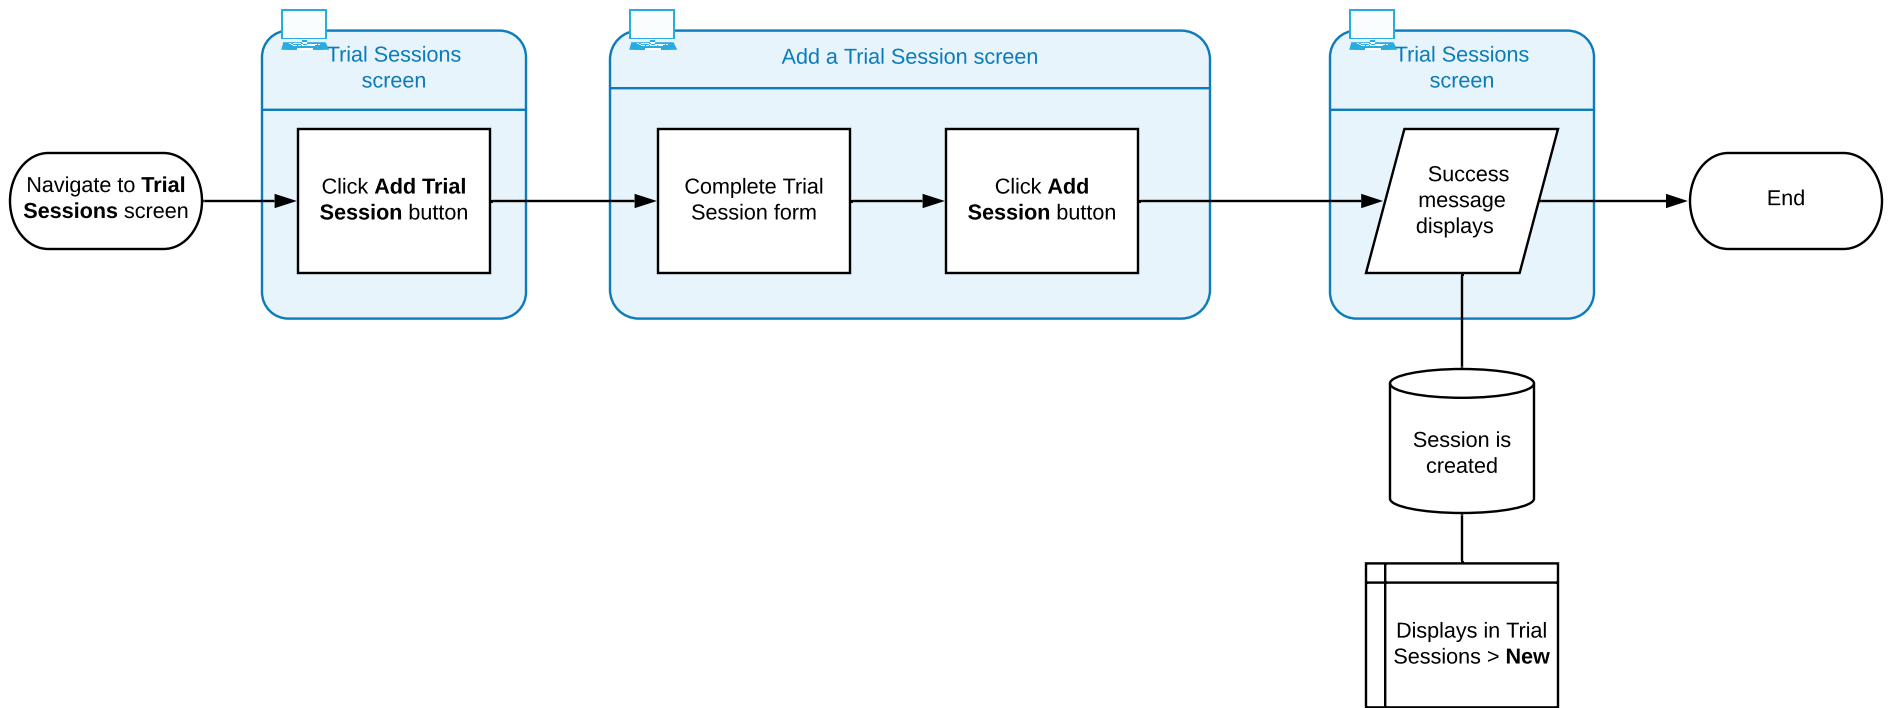 Trial Sessions
screen
Add a Trial Session screen
Trial Sessions
screen
Navigate to Trial
Sessions screen
Click Add Trial
Session button
Complete Trial
Session form
Click Add
Session button
Success
message
displays
End
Session is
created
Displays in Trial
Sessions > New